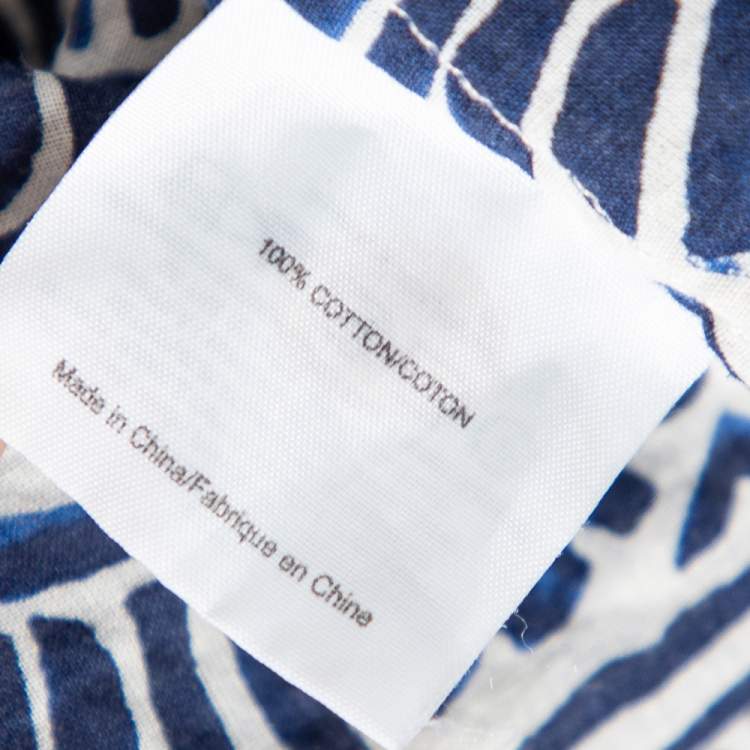 100% COTTON/COTON
Made in China/Fabrique en Chine